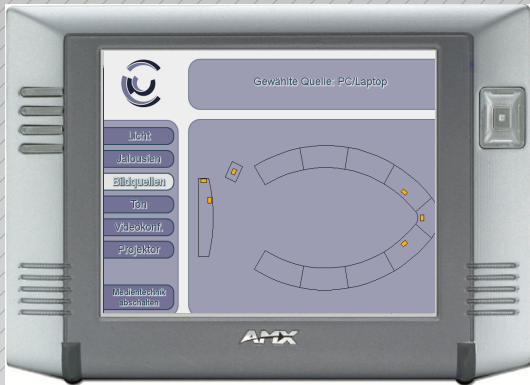 Gewählte Quelle: PC/Laptop
Licht
Jalousien
Bildquellen
Ton
Videokonf.
Projektor
Medientechnik
abschalten
AMX